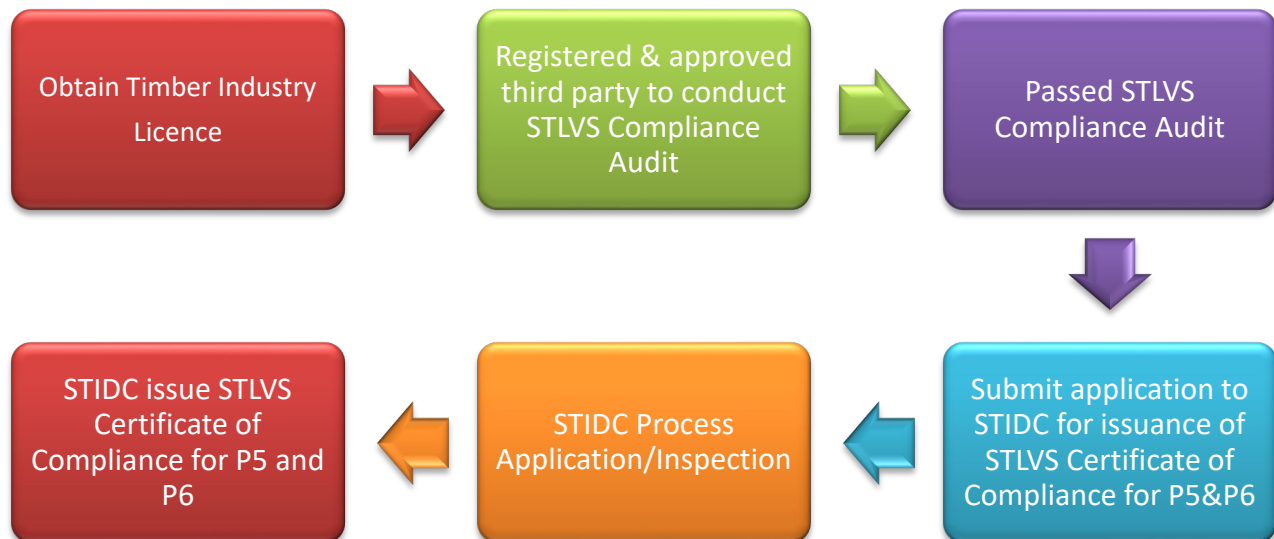 Obtain Timber Industry
Licence
Registered & approved
third party to conduct
STLVS Compliance
Audit
Passed STLVS
Compliance Audit
Submit application to
STIDC for issuance of
STLVS Certificate of
Compliance for P5&P6
STIDC Process
Application/Inspection
STIDC issue STLVS
Certificate of
Compliance for P5 and
P6